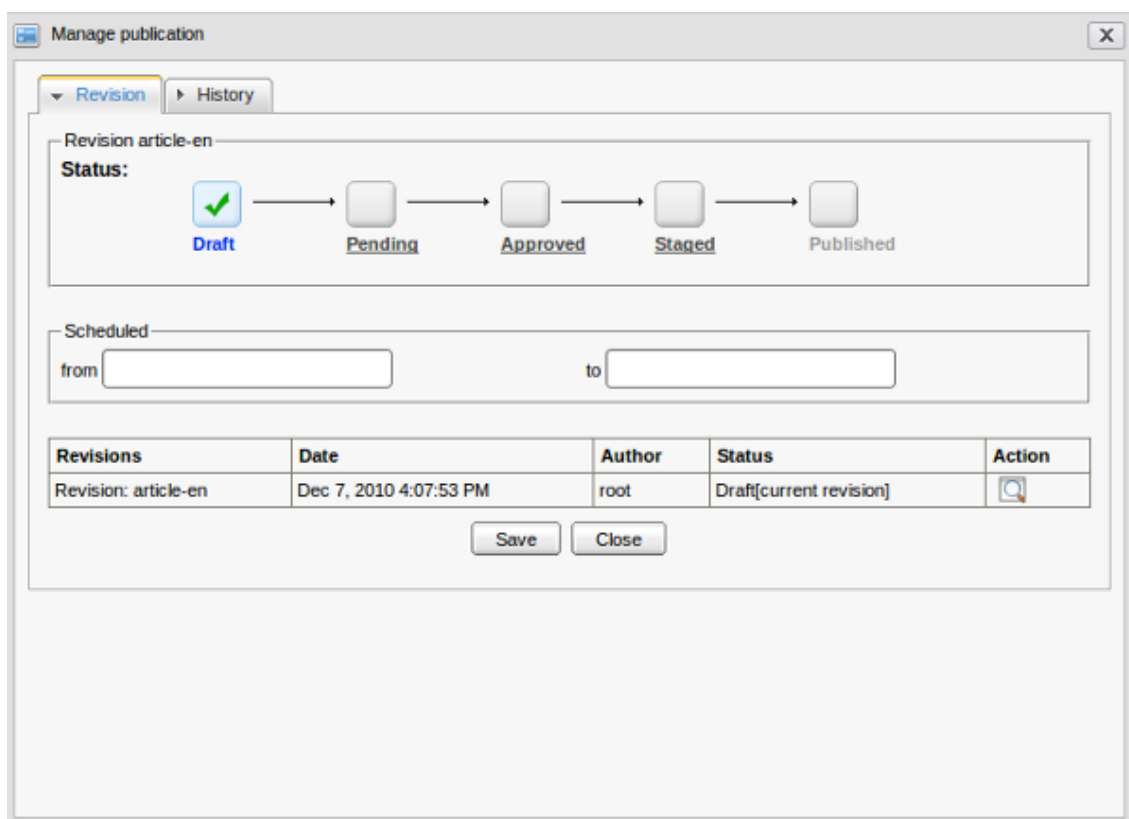 Manage publication
X
Revision History
Revision article-en
Status:
Draft Pending Approved Staged Published
Scheduled
from to
Revisions Date Author Status Action
Revision: article-en Dec 7, 2010 4:07:53 PM root Draft[current revision]
Save Close